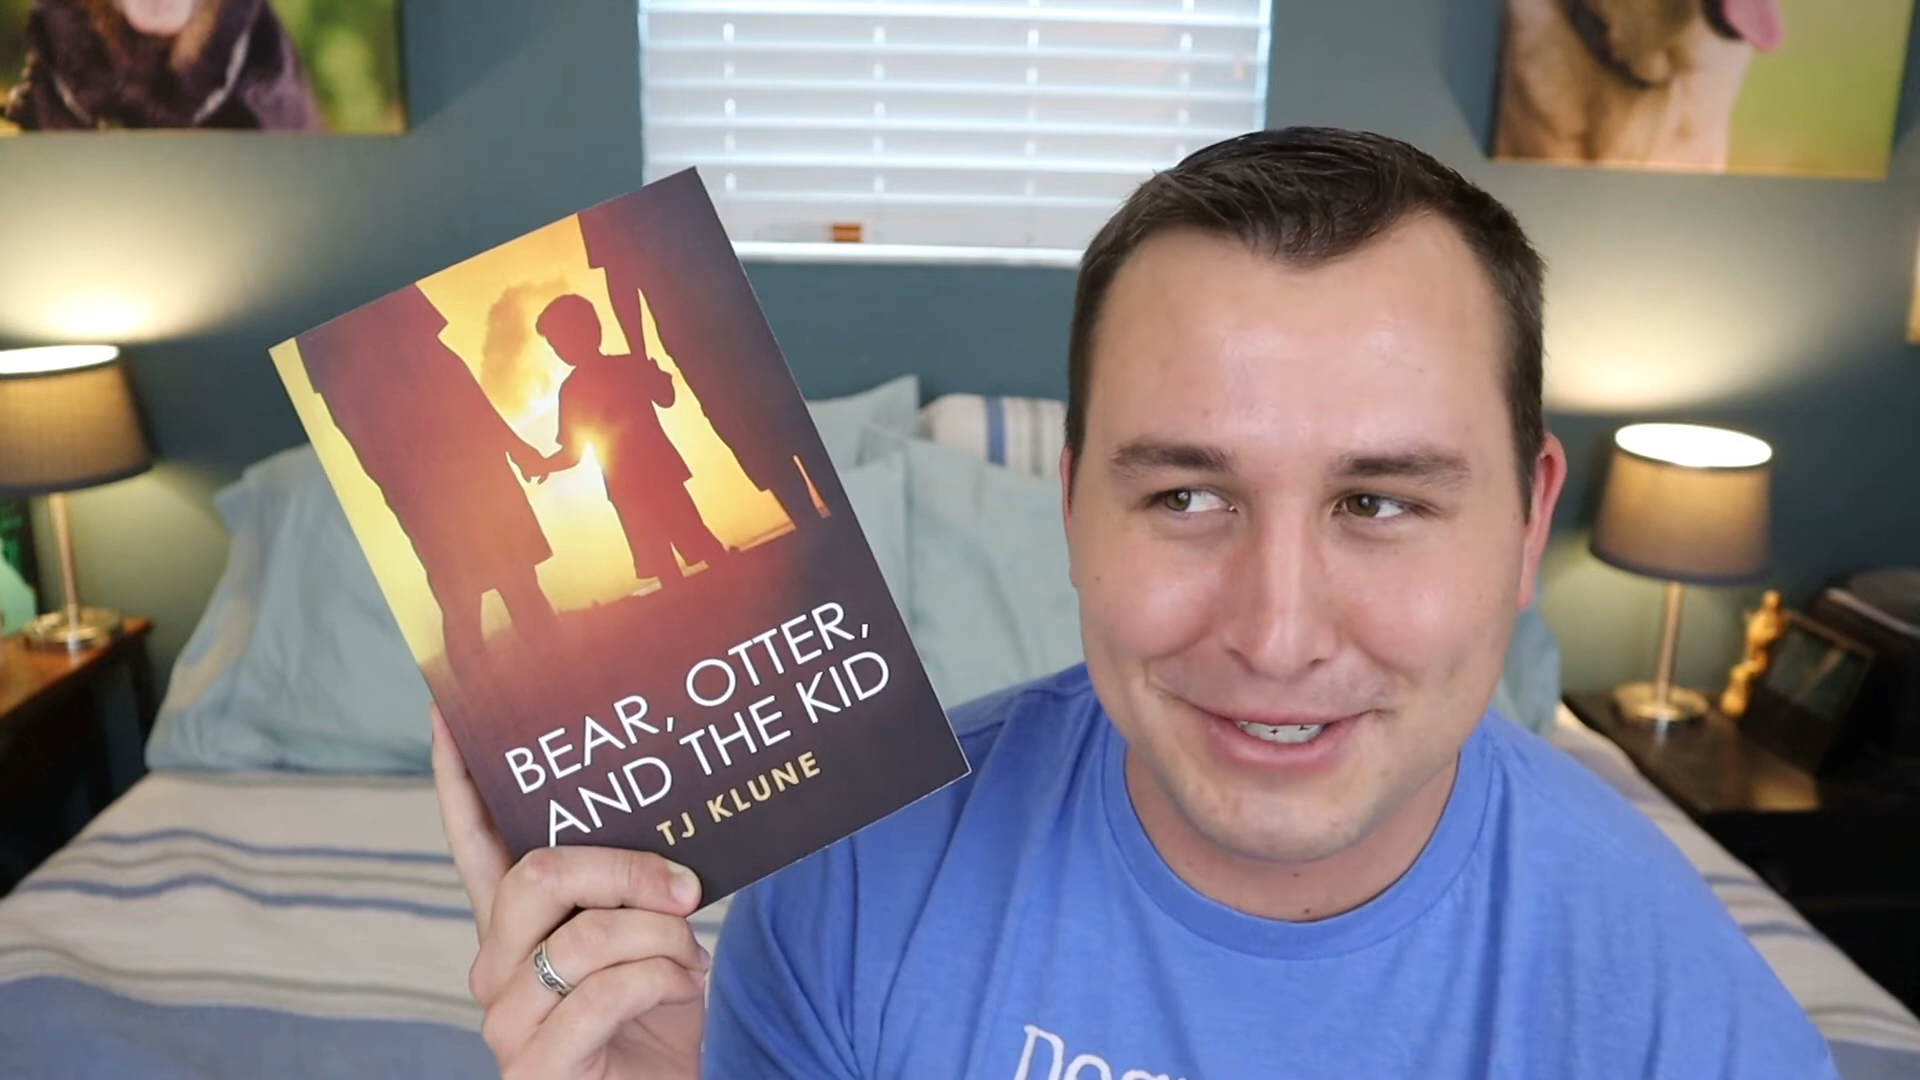 BEAR, OTTER,
AND THE KID
TJ KLUNE